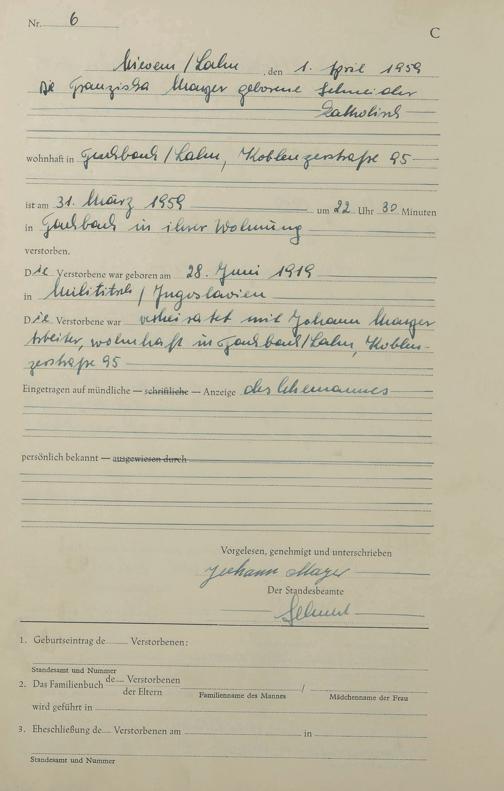 Nr. 6
C
Nievern/Lahn, den 1. April 1959
Die Franziska Mayer geborene Schneider
Katholisch
wohnhaft in Fachbach/Lahn, Koblenzerstraße 95
ist am 31. März 1959 um 22 Uhr 30 Minuten
in Fachbach in ihrer Wohnung
verstorben.
Die Verstorbene war geboren am 28. Juni 1919
in Milititsch/Jugoslavien
Die Verstorbene war verheiratet mit Johann Mayer
Arbeiter, wohnhaft in Fachbach/Lahn, Koblen-
zerstraße 95
Eingetragen auf mündliche — schriftliche — Anzeige des Ehemannes
persönlich bekannt — ausgewiesen durch
Vorgelesen, genehmigt und unterschrieben
Johann Mayer
Der Standesbeamte
1. Geburtseintrag de Verstorbenen:
Standesamt und Nummer
2. Das Familienbuch de Verstorbenen / der Eltern
Familienname des Mannes Mädchenname der Frau
wird geführt in
3. Eheschließung de Verstorbenen am in
Standesamt und Nummer